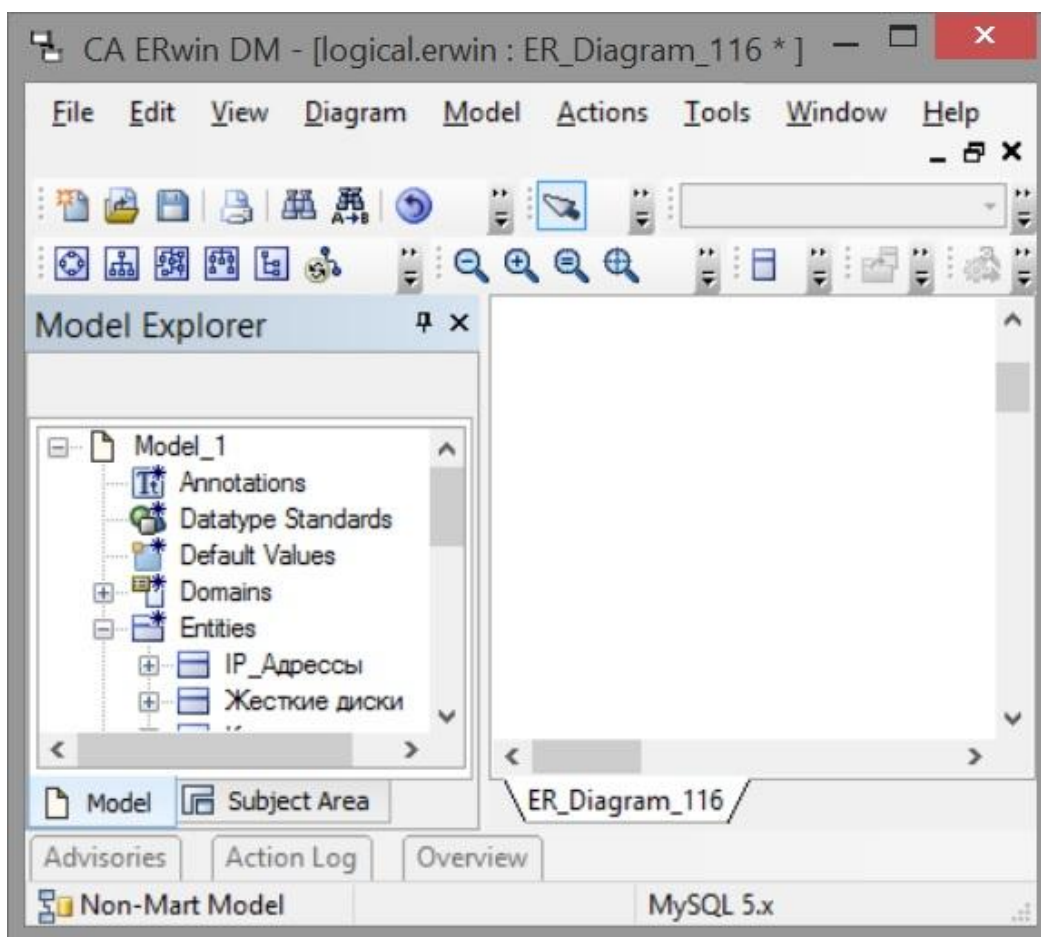 CA ERwin DM - [logical.erwin : ER_Diagram_116 * ]
File Edit View Diagram Model Actions Tools Window Help
A→B
Model Explorer
Model_1
Annotations
Datatype Standards
Default Values
Domains
Entities
IP_Адрессы
Жесткие диски
Model Subject Area
ER_Diagram_116
Advisories Action Log Overview
Non-Mart Model MySQL 5.x